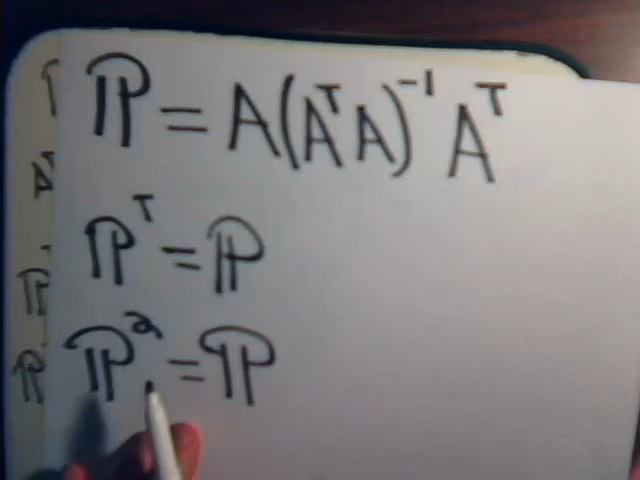 ℙ = A(AᵀA)⁻¹Aᵀ
ℙᵀ = ℙ
ℙ² = ℙ